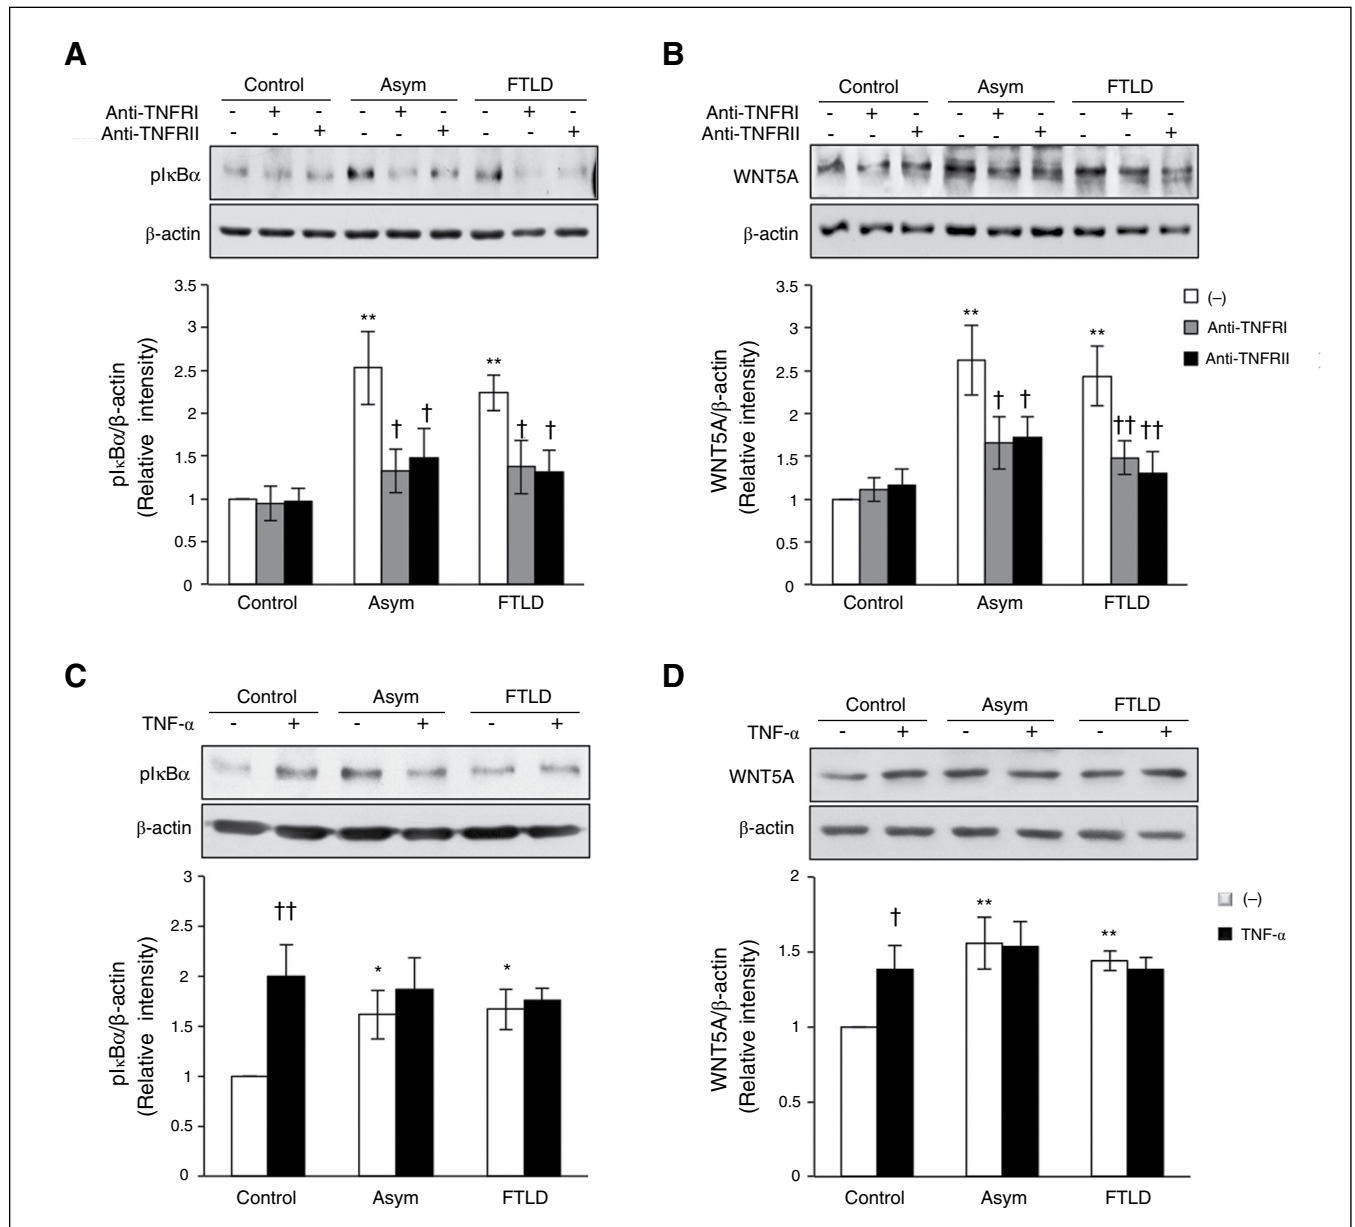 A
Control Asym FTLD
Anti-TNFRI - + - - + - - + -
Anti-TNFRII - - + - - + - - +
pIκBα
β-actin
3.5
3
2.5
2
1.5
1
0.5
0
pIκBα/β-actin
(Relative intensity)
** † † ** † †
Control Asym FTLD
B
Control Asym FTLD
Anti-TNFRI - + - - + - - + -
Anti-TNFRII - - + - - + - - +
WNT5A
β-actin
3.5
3
2.5
2
1.5
1
0.5
0
WNT5A/β-actin
(Relative intensity)
** † † ** †† ††
Control Asym FTLD
(–)
Anti-TNFRI
Anti-TNFRII
C
Control Asym FTLD
TNF-α - + - + - +
pIκBα
β-actin
3
2.5
2
1.5
1
0.5
0
pIκBα/β-actin
(Relative intensity)
†† * *
Control Asym FTLD
D
Control Asym FTLD
TNF-α - + - + - +
WNT5A
β-actin
2
1.5
1
0.5
0
WNT5A/β-actin
(Relative intensity)
† ** **
Control Asym FTLD
(–)
TNF-α